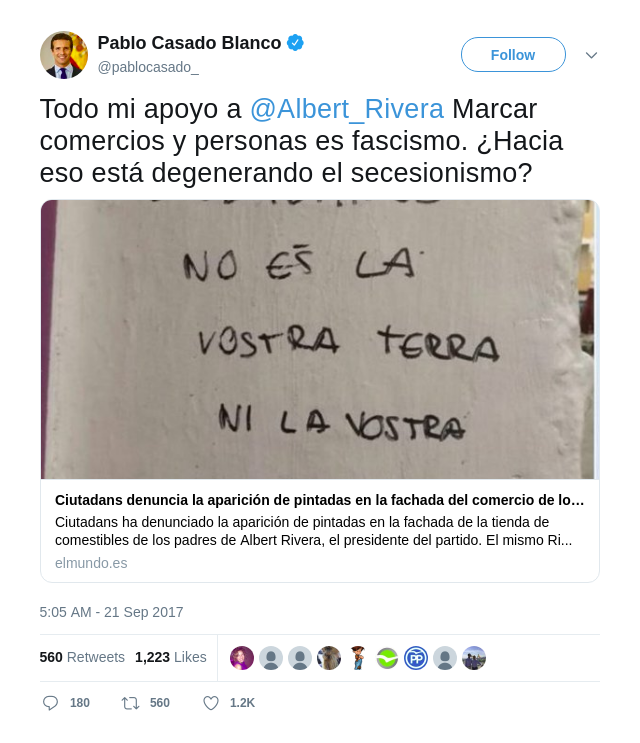 Pablo Casado Blanco
@pablocasado_
Follow
Todo mi apoyo a @Albert_Rivera Marcar
comercios y personas es fascismo. ¿Hacia
eso está degenerando el secesionismo?
NO ES LA
VOSTRA TERRA
NI LA VOSTRA
Ciutadans denuncia la aparición de pintadas en la fachada del comercio de lo…
Ciutadans ha denunciado la aparición de pintadas en la fachada de la tienda de
comestibles de los padres de Albert Rivera, el presidente del partido. El mismo Ri...
elmundo.es
5:05 AM - 21 Sep 2017
560 Retweets 1,223 Likes
PP
180 560 1.2K